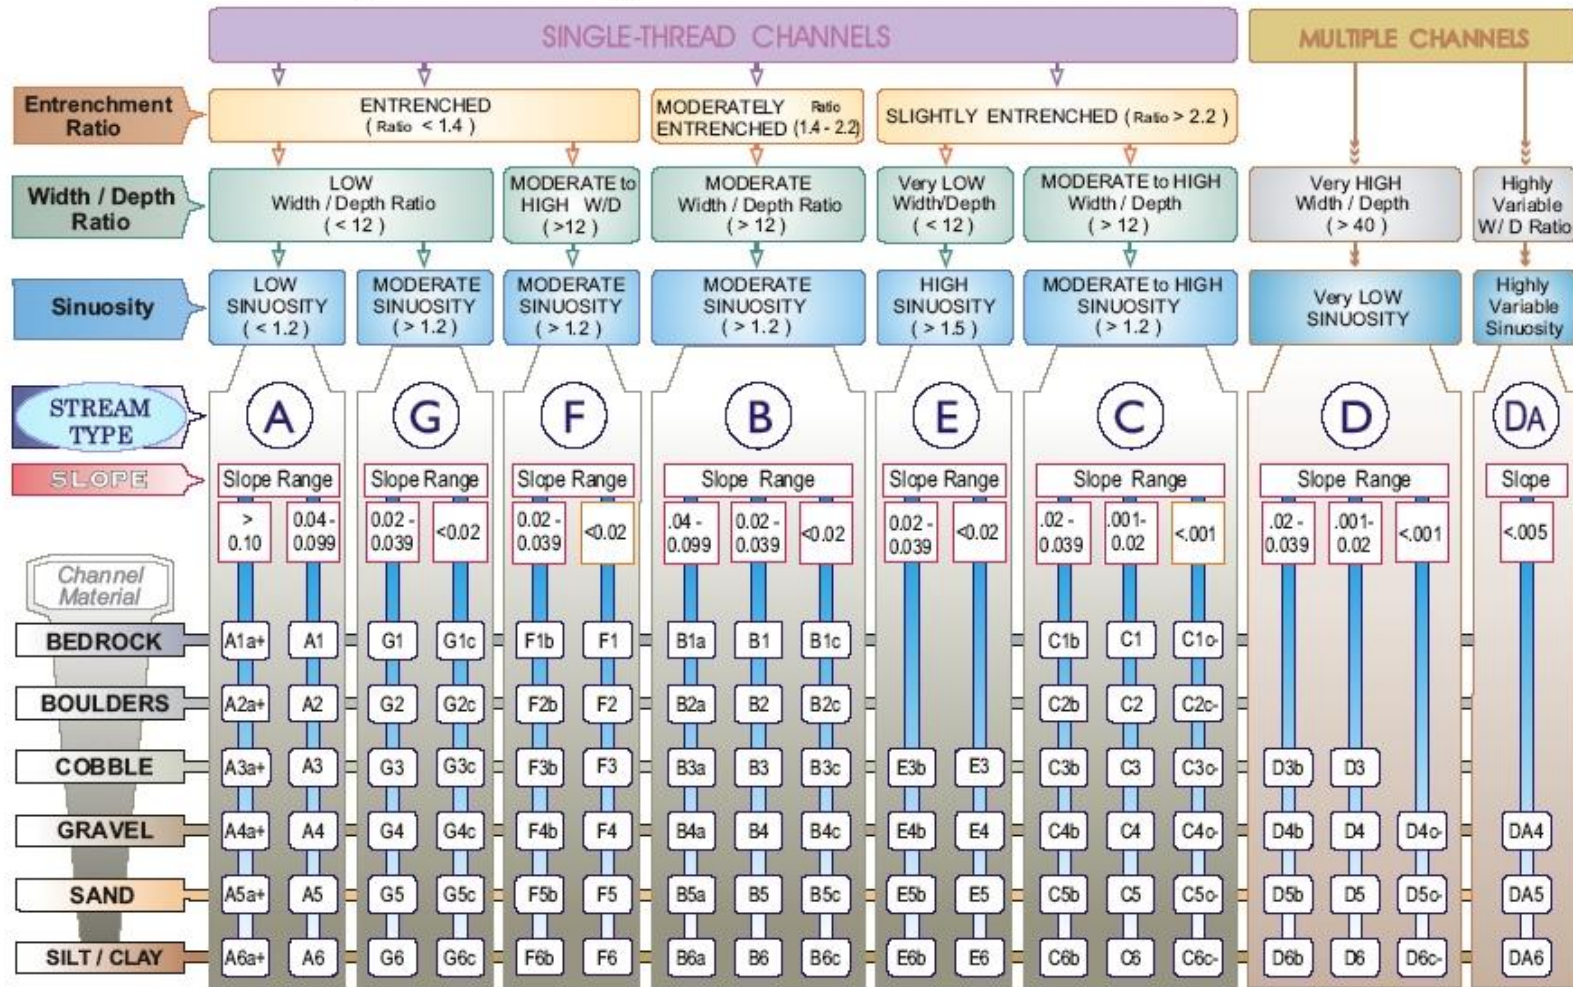 SINGLE-THREAD CHANNELS
MULTIPLE CHANNELS
Entrenchment
Ratio
ENTRENCHED
( Ratio < 1.4 )
MODERATELY Ratio
ENTRENCHED (1.4 - 2.2)
SLIGHTLY ENTRENCHED ( Ratio > 2.2 )
Width / Depth
Ratio
LOW
Width / Depth Ratio
( < 12 )
MODERATE to
HIGH W/D
( >12 )
MODERATE
Width / Depth Ratio
( > 12 )
Very LOW
Width/Depth
( < 12 )
MODERATE to HIGH
Width / Depth
( > 12 )
Very HIGH
Width / Depth
( > 40 )
Highly
Variable
W/ D Ratio
Sinuosity
LOW
SINUOSITY
( < 1.2 )
MODERATE
SINUOSITY
( > 1.2 )
MODERATE
SINUOSITY
( > 1.2 )
MODERATE
SINUOSITY
( > 1.2 )
HIGH
SINUOSITY
( > 1.5 )
MODERATE to HIGH
SINUOSITY
( > 1.2 )
Very LOW
SINUOSITY
Highly
Variable
Sinuosity
STREAM
TYPE
A G F B E C D DA
SLOPE
Slope Range Slope Range Slope Range Slope Range Slope Range Slope Range Slope Range Slope
>
0.10
0.04 -
0.099
0.02 -
0.039
<0.02
0.02 -
0.039
<0.02
.04 -
0.099
0.02 -
0.039
<0.02
0.02 -
0.039
<0.02
.02 -
0.039
.001-
0.02
<.001
.02 -
0.039
.001-
0.02
<.001
<.005
Channel
Material
BEDROCK A1a+ A1 G1 G1c F1b F1 B1a B1 B1c C1b C1 C1c-
BOULDERS A2a+ A2 G2 G2c F2b F2 B2a B2 B2c C2b C2 C2c-
COBBLE A3a+ A3 G3 G3c F3b F3 B3a B3 B3c E3b E3 C3b C3 C3c- D3b D3
GRAVEL A4a+ A4 G4 G4c F4b F4 B4a B4 B4c E4b E4 C4b C4 C4c- D4b D4 D4c- DA4
SAND A5a+ A5 G5 G5c F5b F5 B5a B5 B5c E5b E5 C5b C5 C5c- D5b D5 D5c- DA5
SILT / CLAY A6a+ A6 G6 G6c F6b F6 B6a B6 B6c E6b E6 C6b C6 C6c- D6b D6 D6c- DA6